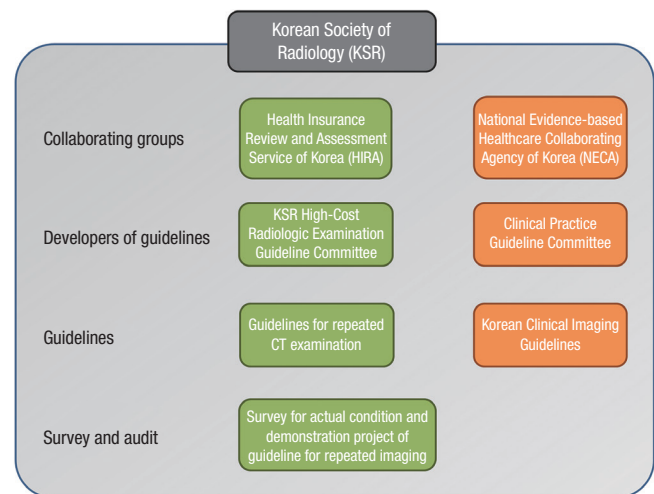 Korean Society of
Radiology (KSR)
Collaborating groups
Health Insurance
Review and Assessment
Service of Korea (HIRA)
National Evidence-based
Healthcare Collaborating
Agency of Korea (NECA)
Developers of guidelines
KSR High-Cost
Radiologic Examination
Guideline Committee
Clinical Practice
Guideline Committee
Guidelines
Guidelines for repeated
CT examination
Korean Clinical Imaging
Guidelines
Survey and audit
Survey for actual condition and
demonstration project of
guideline for repeated imaging